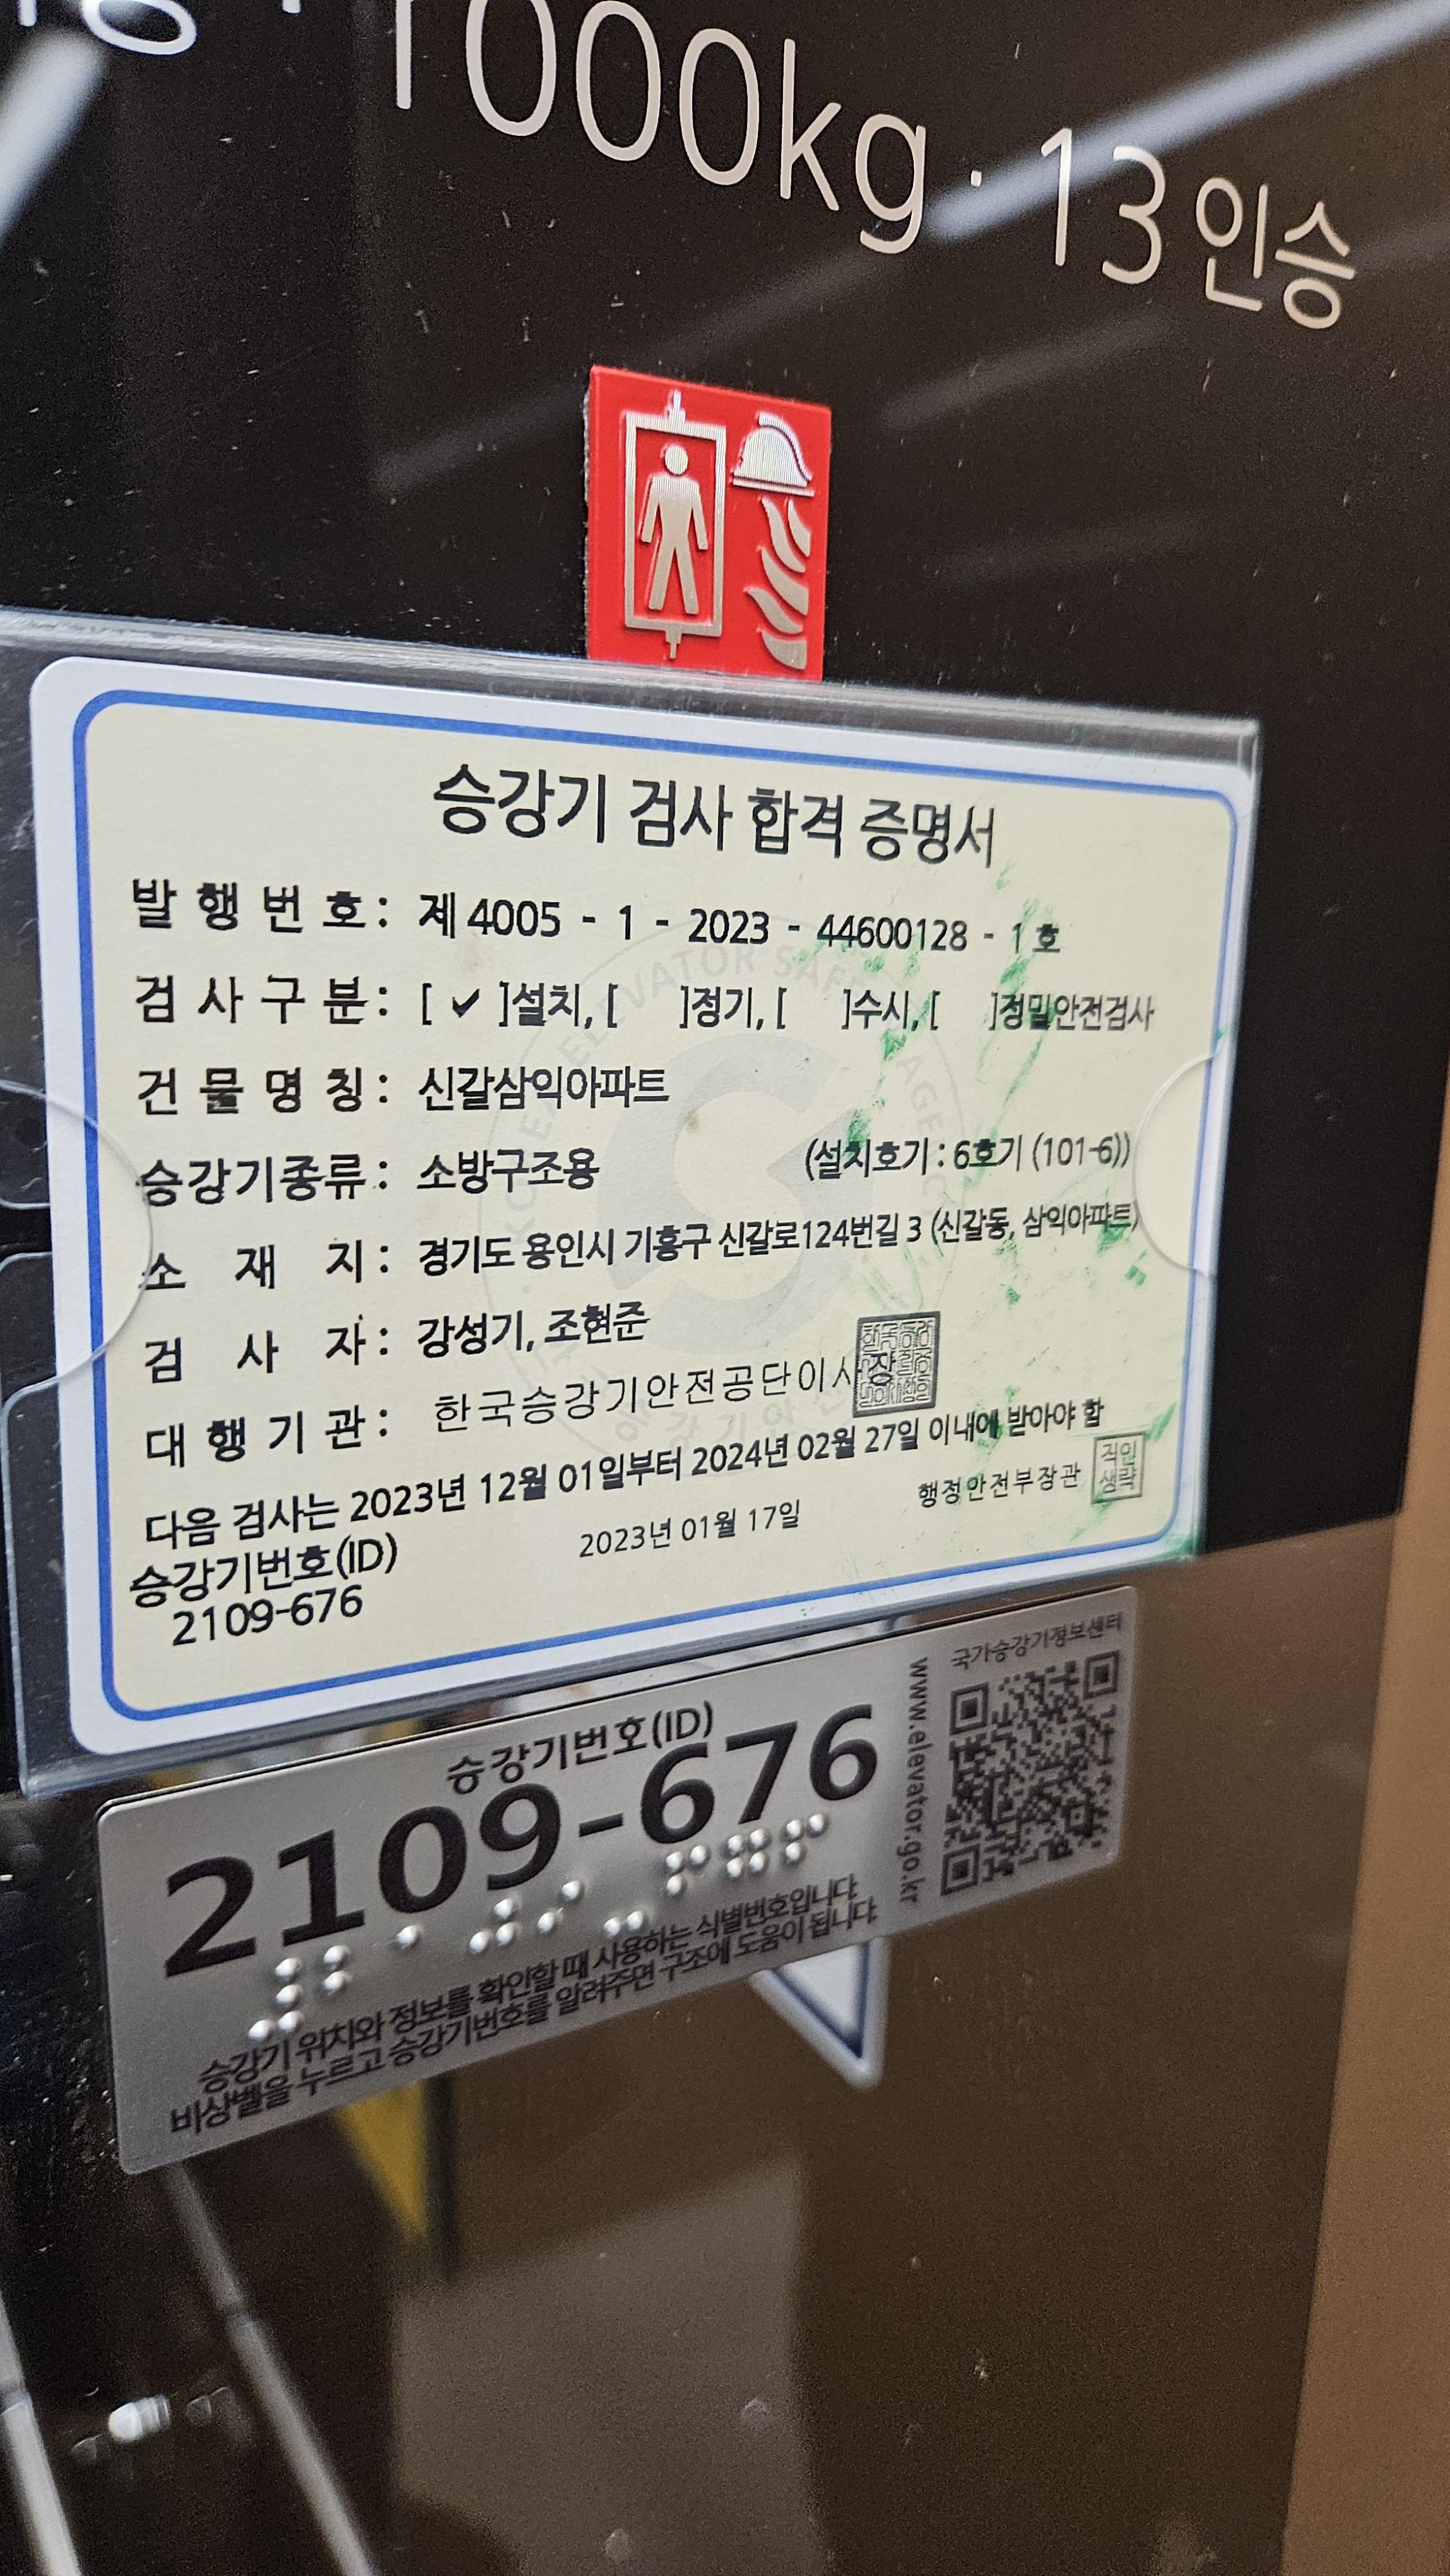 1000kg · 13인승
승강기 검사 합격 증명서
발 행 번 호 : 제 4005 - 1 - 2023 - 44600128 - 1 호
검 사 구 분 : [ ✔ ]설치, [ ]정기, [ ]수시, [ ]정밀안전검사
건 물 명 칭 : 신갈삼익아파트
승강기종류 : 소방구조용 (설치호기 : 6호기 (101-6))
소 재 지 : 경기도 용인시 기흥구 신갈로124번길 3 (신갈동, 삼익아파트)
검 사 자 : 강성기, 조현준
대 행 기 관 : 한국승강기안전공단이사장
다음 검사는 2023년 12월 01일부터 2024년 02월 27일 이내에 받아야 함
행정안전부장관 직인생략
2023년 01월 17일
승강기번호(ID)
2109-676
승강기번호(ID)
2109-676
승강기 위치와 정보를 확인할 때 사용하는 식별번호입니다
비상벨을 누르고 승강기번호를 알려주면 구조에 도움이 됩니다
www.elevator.go.kr
국가승강기정보센터